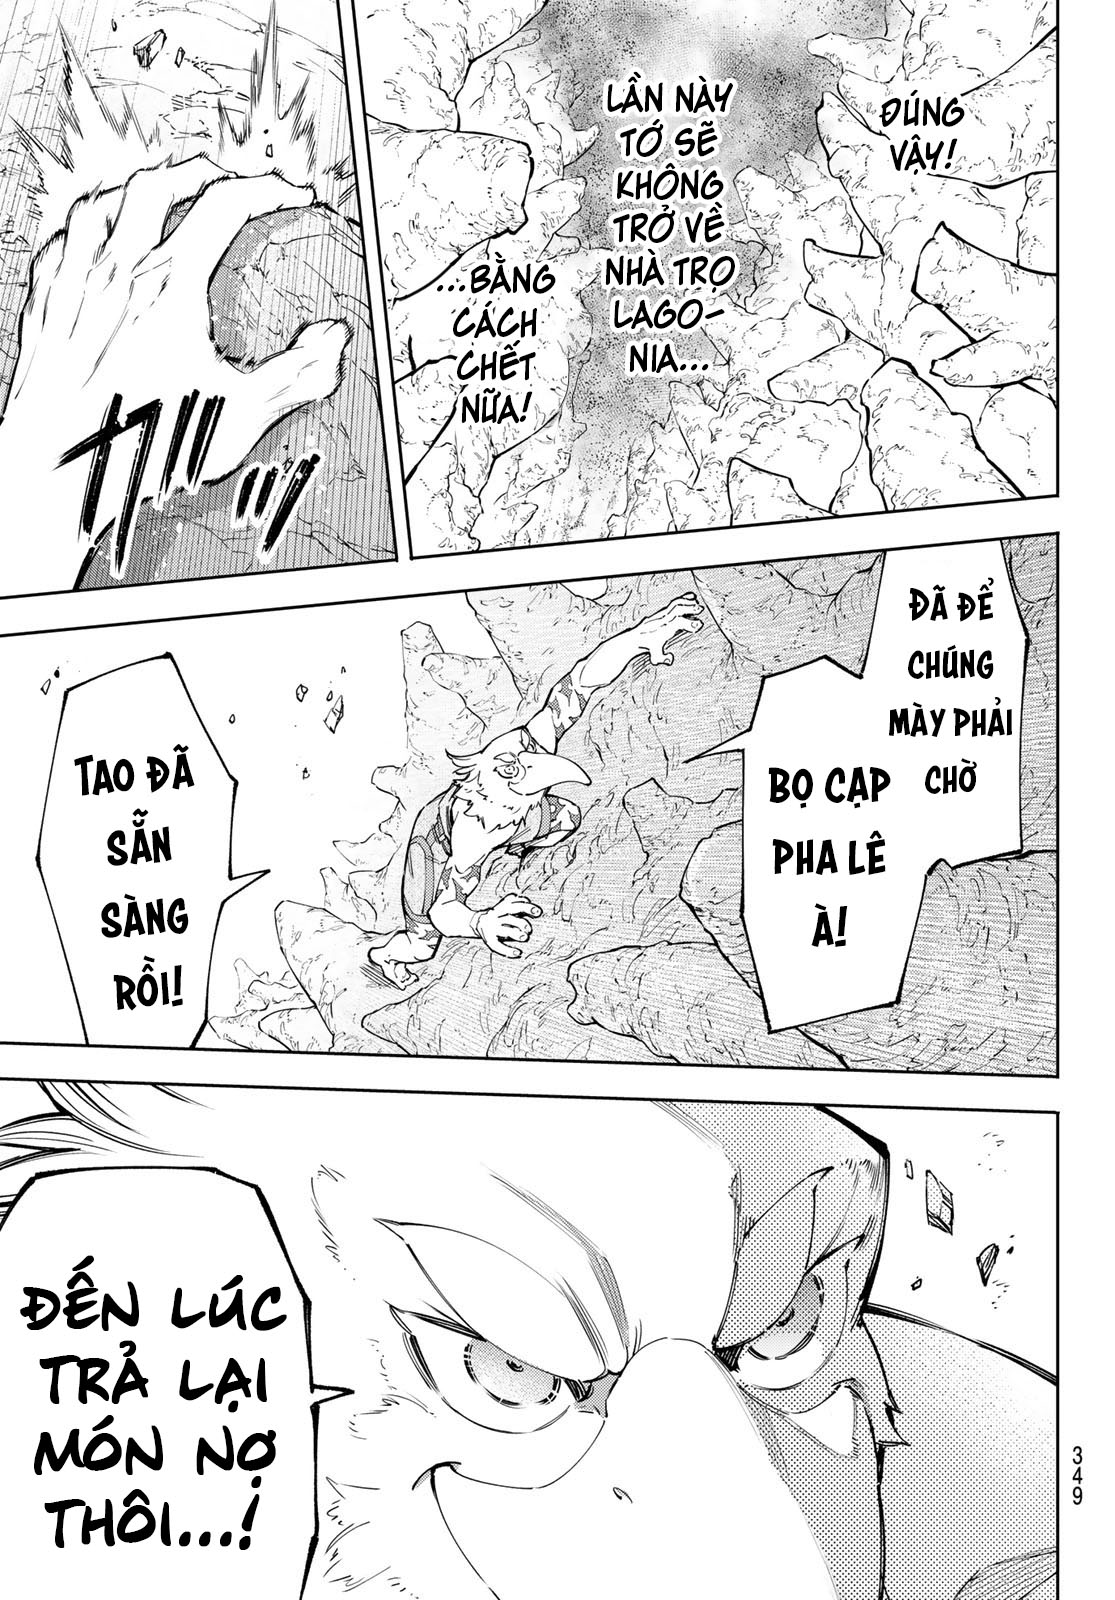 ĐÚNG
VẬY!
LẦN NÀY
TỚ SẼ
KHÔNG
TRỞ VỀ
NHÀ TRỌ
LAGO-
NIA...
...BẰNG
CÁCH
CHẾT
NỮA!
ガッ
ĐÃ ĐỂ
CHÚNG
MÀY PHẢI
CHỜ
BỌ CẠP
PHA LÊ
À!
TAO ĐÃ
SẴN
SÀNG
RỒI!
ĐẾN LÚC
TRẢ LẠI
MÓN NỢ
THÔI...!
349